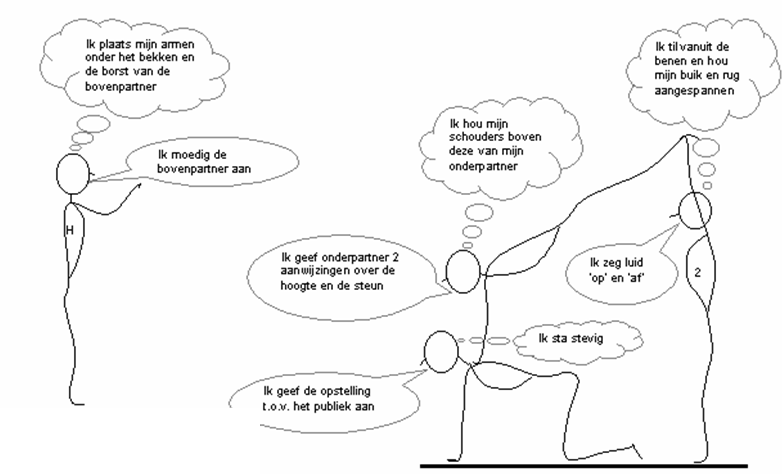 Ik plaats mijn armen
onder het bekken en
de borst van de
bovenpartner
Ik moedig de
bovenpartner aan
H
Ik hou mijn
schouders boven
deze van mijn
onderpartner
Ik geef onderpartner 2
aanwijzingen over de
hoogte en de steun
Ik sta stevig
Ik geef de opstelling
t.o.v. het publiek aan
Ik til vanuit de
benen en hou
mijn buik en rug
aangespannen
Ik zeg luid
'op' en 'af'
2